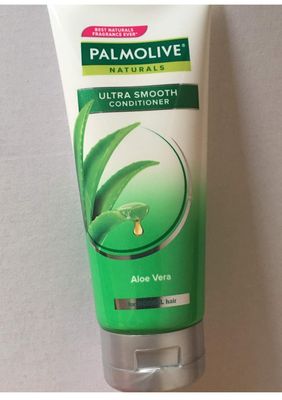 BEST NATURALS
FRAGRANCE EVER*
PALMOLIVE®
NATURALS
ULTRA SMOOTH
CONDITIONER
Aloe Vera
hair